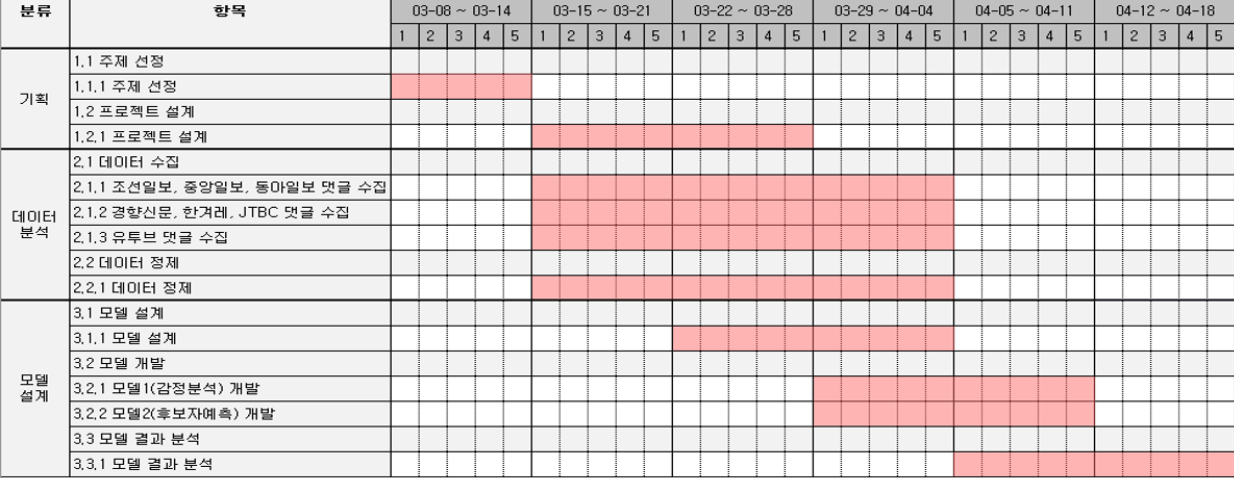 분류 항목 03-08 ~ 03-14 03-15 ~ 03-21 03-22 ~ 03-28 03-29 ~ 04-04 04-05 ~ 04-11 04-12 ~ 04-18
1 2 3 4 5 1 2 3 4 5 1 2 3 4 5 1 2 3 4 5 1 2 3 4 5 1 2 3 4 5
기획
1.1 주제 선정
1.1.1 주제 선정
1.2 프로젝트 설계
1.2.1 프로젝트 설계
데이터
분석
2.1 데이터 수집
2.1.1 조선일보, 중앙일보, 동아일보 댓글 수집
2.1.2 경향신문, 한겨레, JTBC 댓글 수집
2.1.3 유투브 댓글 수집
2.2 데이터 정제
2.2.1 데이터 정제
모델
설계
3.1 모델 설계
3.1.1 모델 설계
3.2 모델 개발
3.2.1 모델1(감정분석) 개발
3.2.2 모델2(후보자예측) 개발
3.3 모델 결과 분석
3.3.1 모델 결과 분석